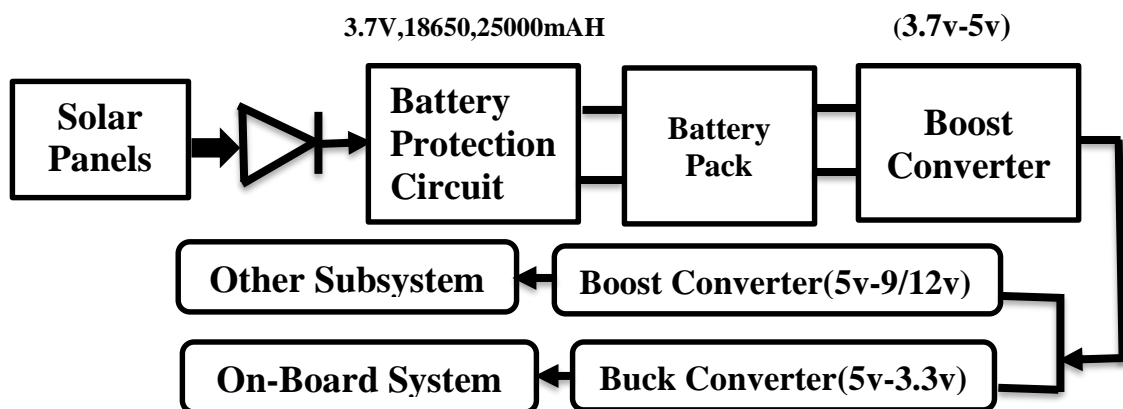 3.7V,18650,25000mAH
(3.7v-5v)
Solar
Panels
Battery
Protection
Circuit
Battery
Pack
Boost
Converter
Other Subsystem
Boost Converter(5v-9/12v)
On-Board System
Buck Converter(5v-3.3v)